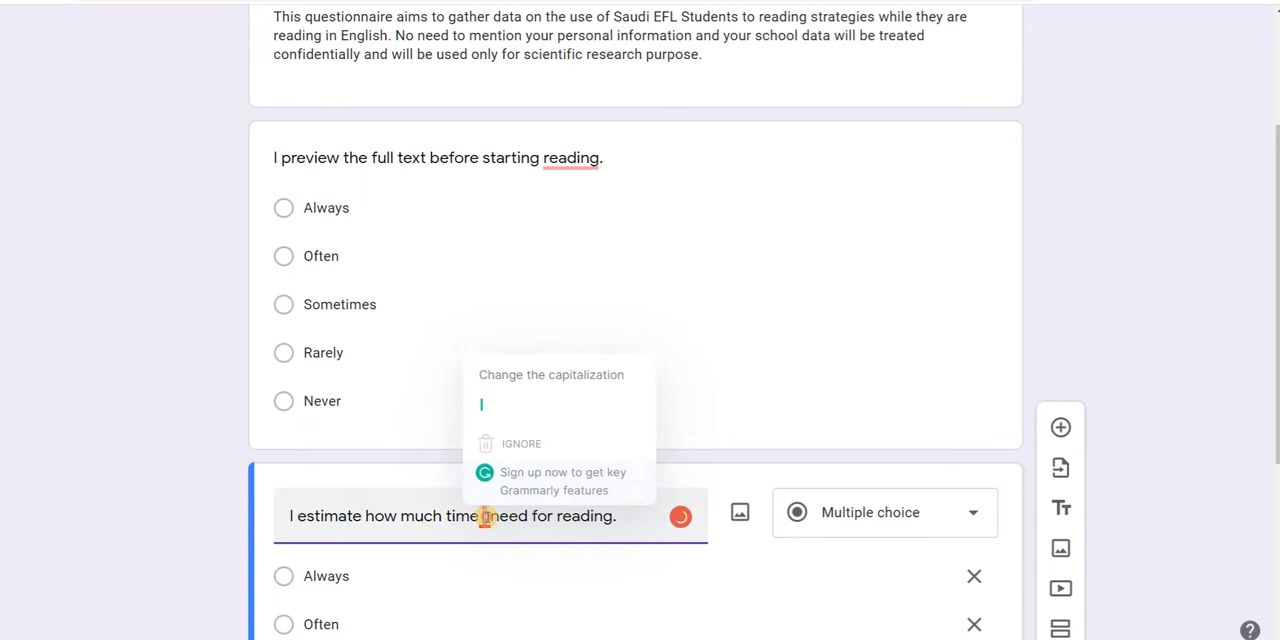 This questionnaire aims to gather data on the use of Saudi EFL Students to reading strategies while they are
reading in English. No need to mention your personal information and your school data will be treated
confidentially and will be used only for scientific research purpose.
I preview the full text before starting reading.
Always
Often
Sometimes
Rarely
Never
Change the capitalization
I
IGNORE
Sign up now to get key
Grammarly features
I estimate how much time i need for reading.
Multiple choice
Always
Often